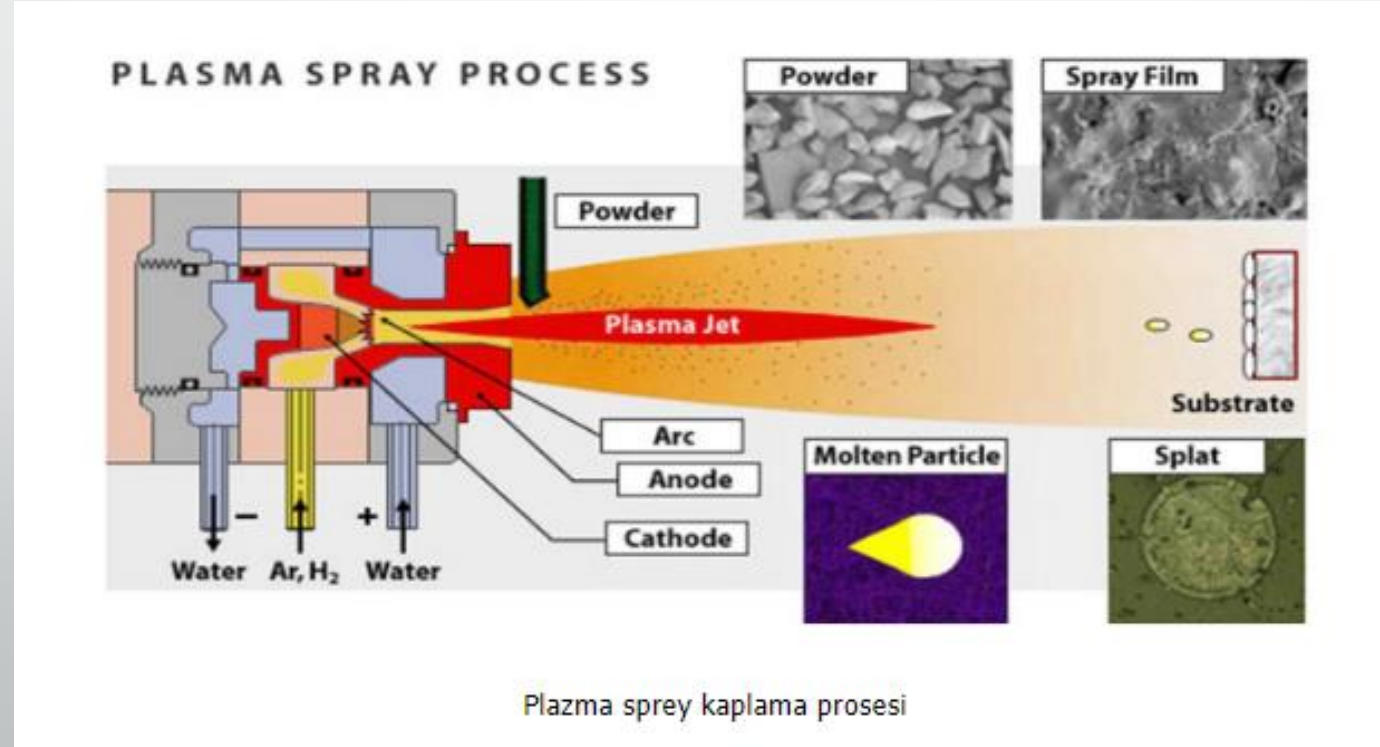 PLASMA SPRAY PROCESS
Powder
Spray Film
Powder
Plasma Jet
Substrate
Arc
Anode
Cathode
Molten Particle
Splat
− +
Water Ar, H₂ Water
Plazma sprey kaplama prosesi